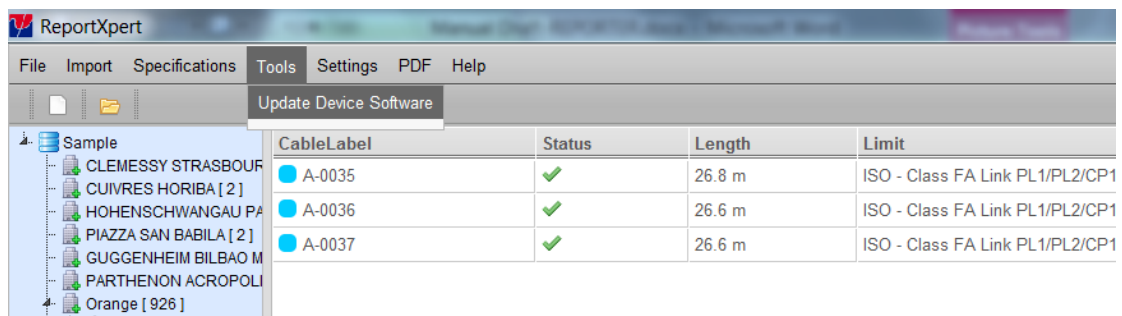 ReportXpert
File Import Specifications Tools Settings PDF Help
Update Device Software
Sample
CLEMESSY STRASBOUR
CUIVRES HORIBA [ 2 ]
HOHENSCHWANGAU PA
PIAZZA SAN BABILA [ 2 ]
GUGGENHEIM BILBAO M
PARTHENON ACROPOLI
Orange [ 926 ]
CableLabel Status Length Limit
A-0035 26.8 m ISO - Class FA Link PL1/PL2/CP1
A-0036 26.6 m ISO - Class FA Link PL1/PL2/CP1
A-0037 26.6 m ISO - Class FA Link PL1/PL2/CP1